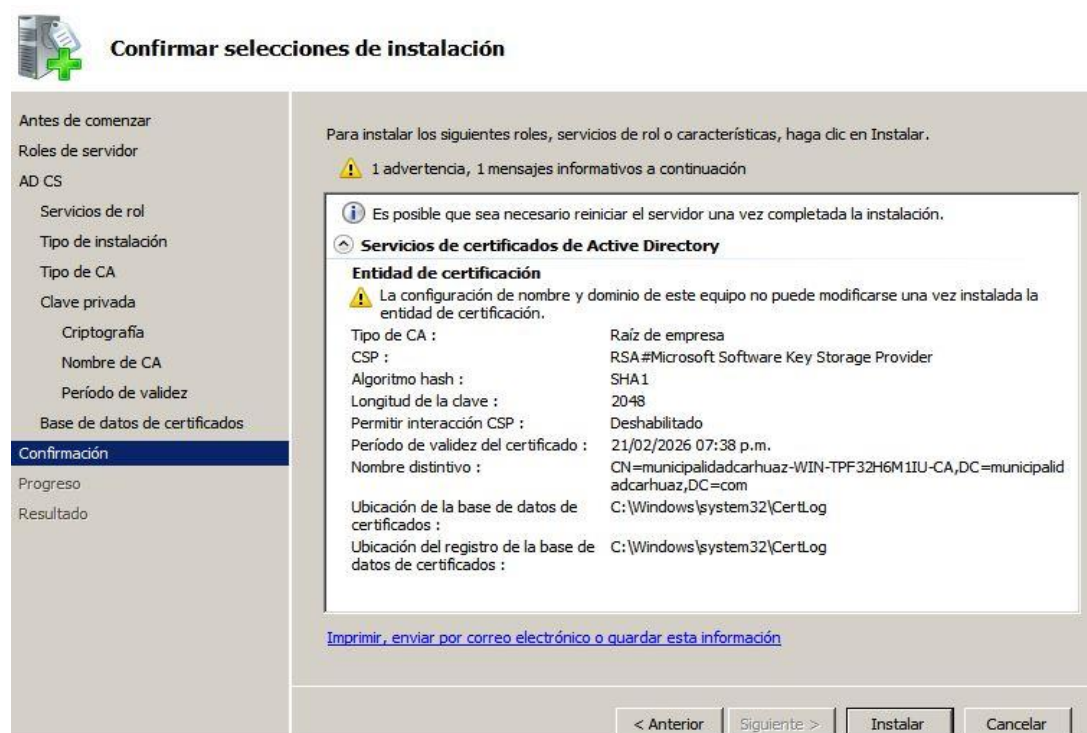 Confirmar selecciones de instalación
Antes de comenzar
Roles de servidor
AD CS
Servicios de rol
Tipo de instalación
Tipo de CA
Clave privada
Criptografía
Nombre de CA
Período de validez
Base de datos de certificados
Confirmación
Progreso
Resultado
Para instalar los siguientes roles, servicios de rol o características, haga clic en Instalar.
1 advertencia, 1 mensajes informativos a continuación
Es posible que sea necesario reiniciar el servidor una vez completada la instalación.
Servicios de certificados de Active Directory
Entidad de certificación
La configuración de nombre y dominio de este equipo no puede modificarse una vez instalada la
entidad de certificación.
Tipo de CA : Raíz de empresa
CSP : RSA#Microsoft Software Key Storage Provider
Algoritmo hash : SHA1
Longitud de la clave : 2048
Permitir interacción CSP : Deshabilitado
Período de validez del certificado : 21/02/2026 07:38 p.m.
Nombre distintivo : CN=municipalidadcarhuaz-WIN-TPF32H6M1IU-CA,DC=municipalid
adcarhuaz,DC=com
Ubicación de la base de datos de C:\Windows\system32\CertLog
certificados :
Ubicación del registro de la base de C:\Windows\system32\CertLog
datos de certificados :
Imprimir, enviar por correo electrónico o guardar esta información
< Anterior Siguiente > Instalar Cancelar